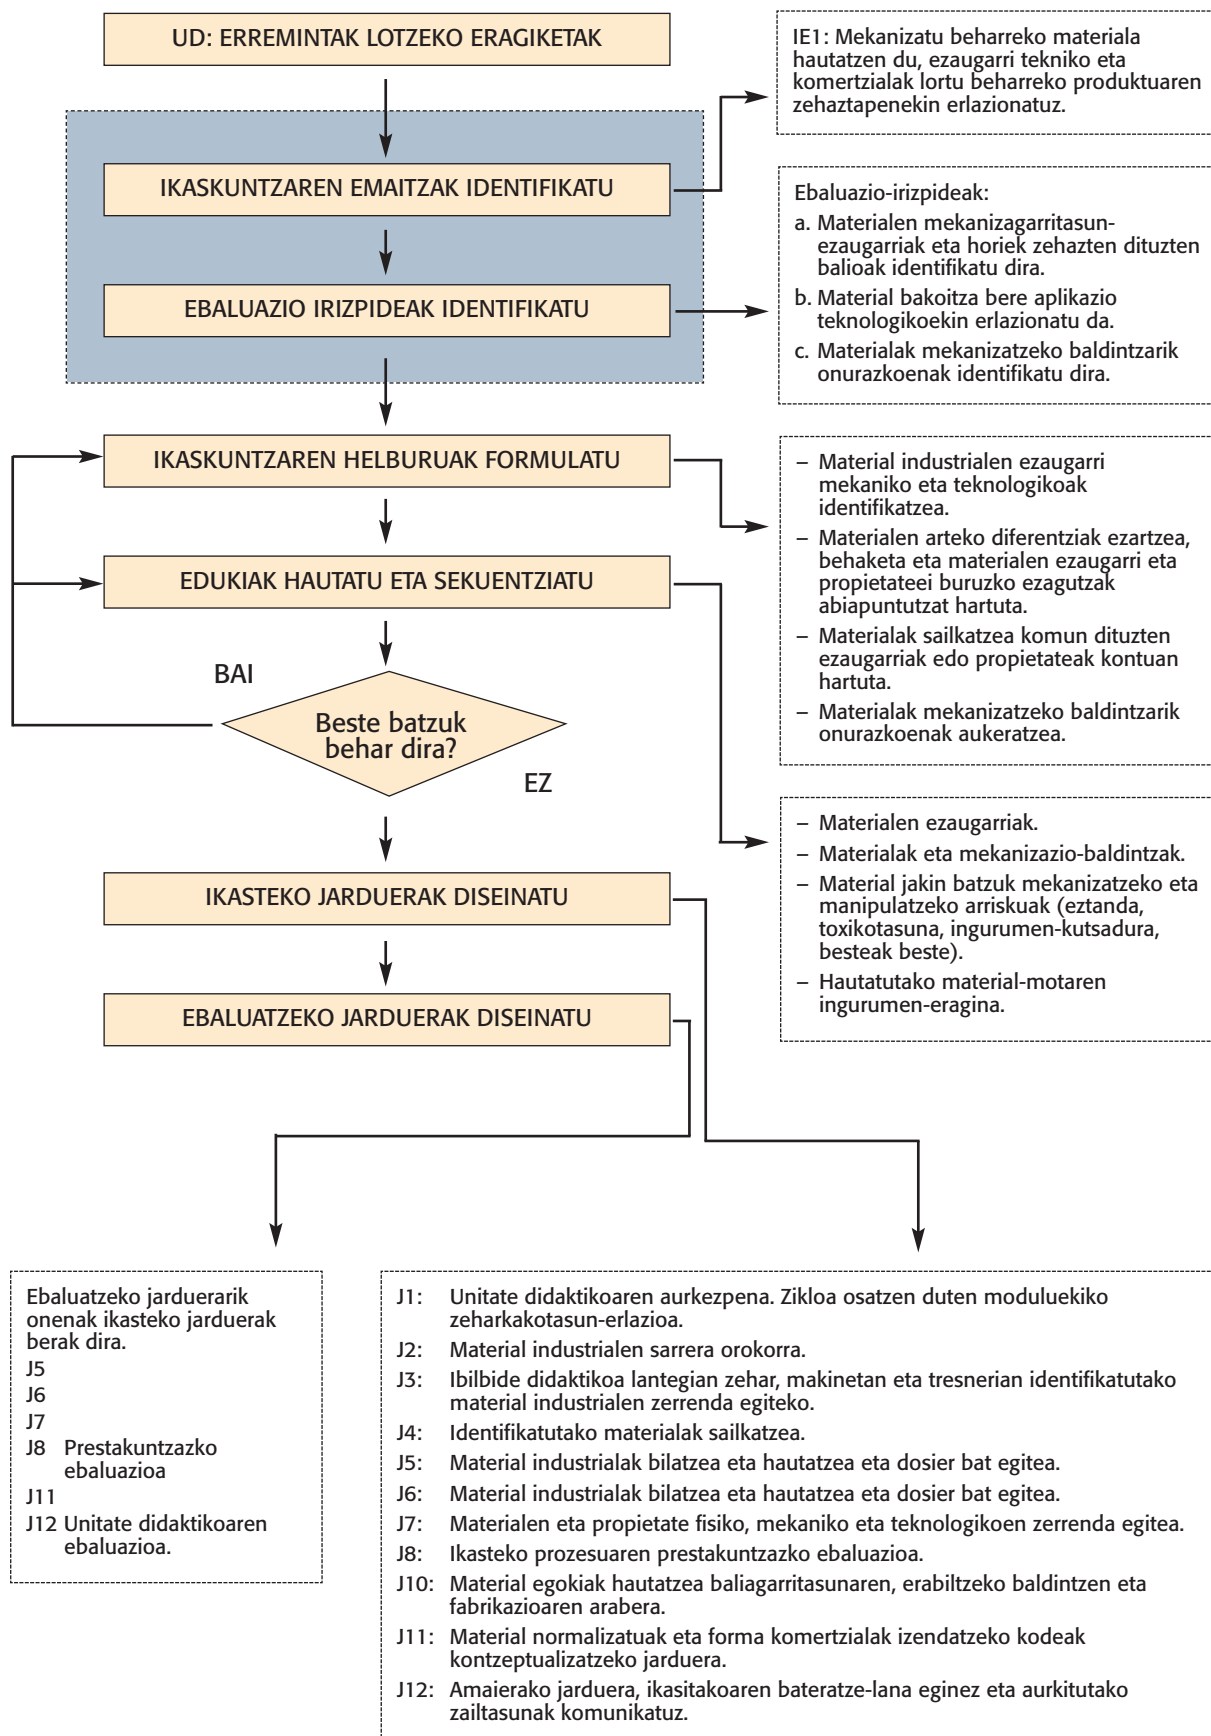 UD: ERREMINTAK LOTZEKO ERAGIKETAK
IE1: Mekanizatu beharreko materiala
hautatzen du, ezaugarri tekniko eta
komertzialak lortu beharreko produktuaren
zehaztapenekin erlazionatuz.
IKASKUNTZAREN EMAITZAK IDENTIFIKATU
Ebaluazio-irizpideak:
a. Materialen mekanizagarritasun-
ezaugarriak eta horiek zehazten dituzten
balioak identifikatu dira.
b. Material bakoitza bere aplikazio
teknologikoekin erlazionatu da.
c. Materialak mekanizatzeko baldintzarik
onurazkoenak identifikatu dira.
EBALUAZIO IRIZPIDEAK IDENTIFIKATU
IKASKUNTZAREN HELBURUAK FORMULATU
– Material industrialen ezaugarri
mekaniko eta teknologikoak
identifikatzea.
– Materialen arteko diferentziak ezartzea,
behaketa eta materialen ezaugarri eta
propietateei buruzko ezagutzak
abiapuntutzat hartuta.
– Materialak sailkatzea komun dituzten
ezaugarriak edo propietateak kontuan
hartuta.
– Materialak mekanizatzeko baldintzarik
onurazkoenak aukeratzea.
EDUKIAK HAUTATU ETA SEKUENTZIATU
BAI
Beste batzuk
behar dira?
EZ
– Materialen ezaugarriak.
– Materialak eta mekanizazio-baldintzak.
– Material jakin batzuk mekanizatzeko eta
manipulatzeko arriskuak (eztanda,
toxikotasuna, ingurumen-kutsadura,
besteak beste).
– Hautatutako material-motaren
ingurumen-eragina.
IKASTEKO JARDUERAK DISEINATU
EBALUATZEKO JARDUERAK DISEINATU
Ebaluatzeko jarduerarik
onenak ikasteko jarduerak
berak dira.
J5
J6
J7
J8 Prestakuntzazko
ebaluazioa
J11
J12 Unitate didaktikoaren
ebaluazioa.
J1: Unitate didaktikoaren aurkezpena. Zikloa osatzen duten moduluekiko
zeharkakotasun-erlazioa.
J2: Material industrialen sarrera orokorra.
J3: Ibilbide didaktikoa lantegian zehar, makinetan eta tresnerian identifikatutako
material industrialen zerrenda egiteko.
J4: Identifikatutako materialak sailkatzea.
J5: Material industrialak bilatzea eta hautatzea eta dosier bat egitea.
J6: Material industrialak bilatzea eta hautatzea eta dosier bat egitea.
J7: Materialen eta propietate fisiko, mekaniko eta teknologikoen zerrenda egitea.
J8: Ikasteko prozesuaren prestakuntzazko ebaluazioa.
J10: Material egokiak hautatzea baliagarritasunaren, erabiltzeko baldintzen eta
fabrikazioaren arabera.
J11: Material normalizatuak eta forma komertzialak izendatzeko kodeak
kontzeptualizatzeko jarduera.
J12: Amaierako jarduera, ikasitakoaren bateratze-lana eginez eta aurkitutako
zailtasunak komunikatuz.